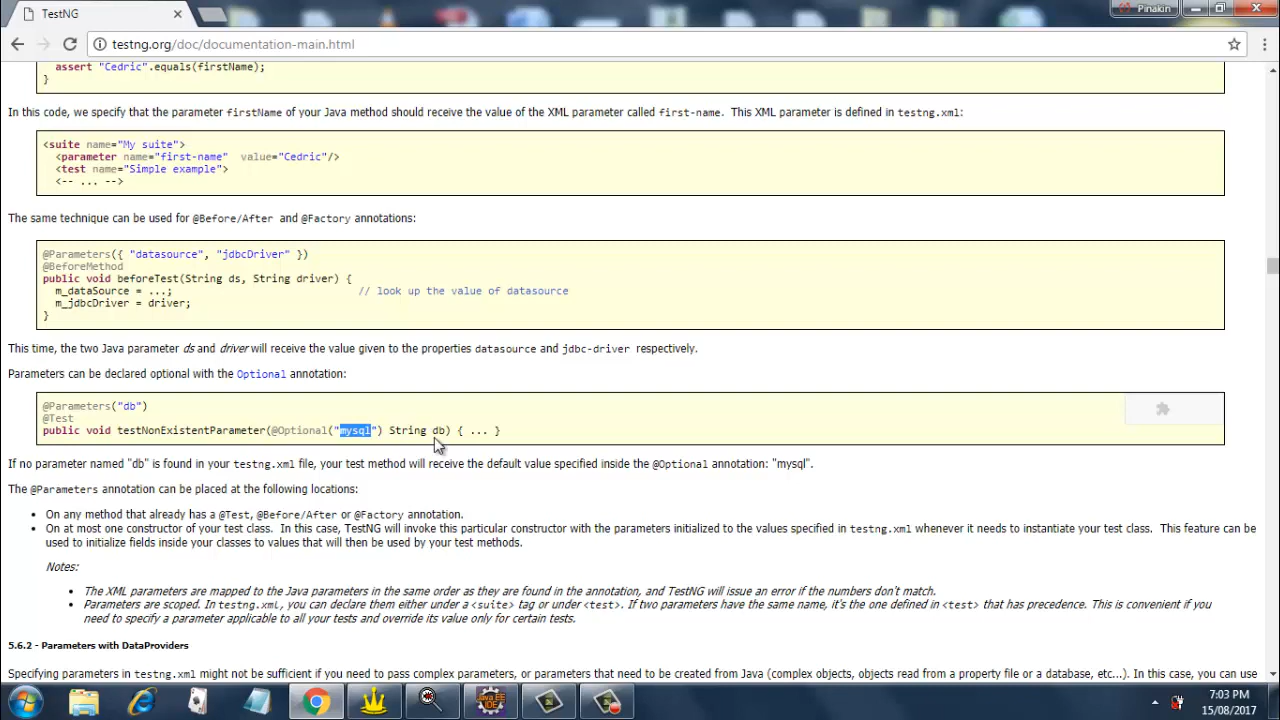 TestNG
Pinakin
testng.org/doc/documentation-main.html
assert "Cedric".equals(firstName);
}
In this code, we specify that the parameter firstName of your Java method should receive the value of the XML parameter called first-name.  This XML parameter is defined in testng.xml:
<suite name="My suite">
<parameter name="first-name"  value="Cedric"/>
<test name="Simple example">
<-- ... -->
The same technique can be used for @Before/After and @Factory annotations:
@Parameters({ "datasource", "jdbcDriver" })
@BeforeMethod
public void beforeTest(String ds, String driver) {
m_dataSource = ...;                              // look up the value of datasource
m_jdbcDriver = driver;
}
This time, the two Java parameter ds and driver will receive the value given to the properties datasource and jdbc-driver respectively.
Parameters can be declared optional with the Optional annotation:
@Parameters("db")
@Test
public void testNonExistentParameter(@Optional("mysql") String db) { ... }
If no parameter named "db" is found in your testng.xml file, your test method will receive the default value specified inside the @Optional annotation: "mysql".
The @Parameters annotation can be placed at the following locations:
• On any method that already has a @Test, @Before/After or @Factory annotation.
• On at most one constructor of your test class.  In this case, TestNG will invoke this particular constructor with the parameters initialized to the values specified in testng.xml whenever it needs to instantiate your test class.  This feature can be
used to initialize fields inside your classes to values that will then be used by your test methods.
Notes:
• The XML parameters are mapped to the Java parameters in the same order as they are found in the annotation, and TestNG will issue an error if the numbers don't match.
• Parameters are scoped. In testng.xml, you can declare them either under a <suite> tag or under <test>. If two parameters have the same name, it's the one defined in <test> that has precedence. This is convenient if you
need to specify a parameter applicable to all your tests and override its value only for certain tests.
5.6.2 - Parameters with DataProviders
Specifying parameters in testng.xml might not be sufficient if you need to pass complex parameters, or parameters that need to be created from Java (complex objects, objects read from a property file or a database, etc...). In this case, you can use
Java EE
IDE
7:03 PM
15/08/2017